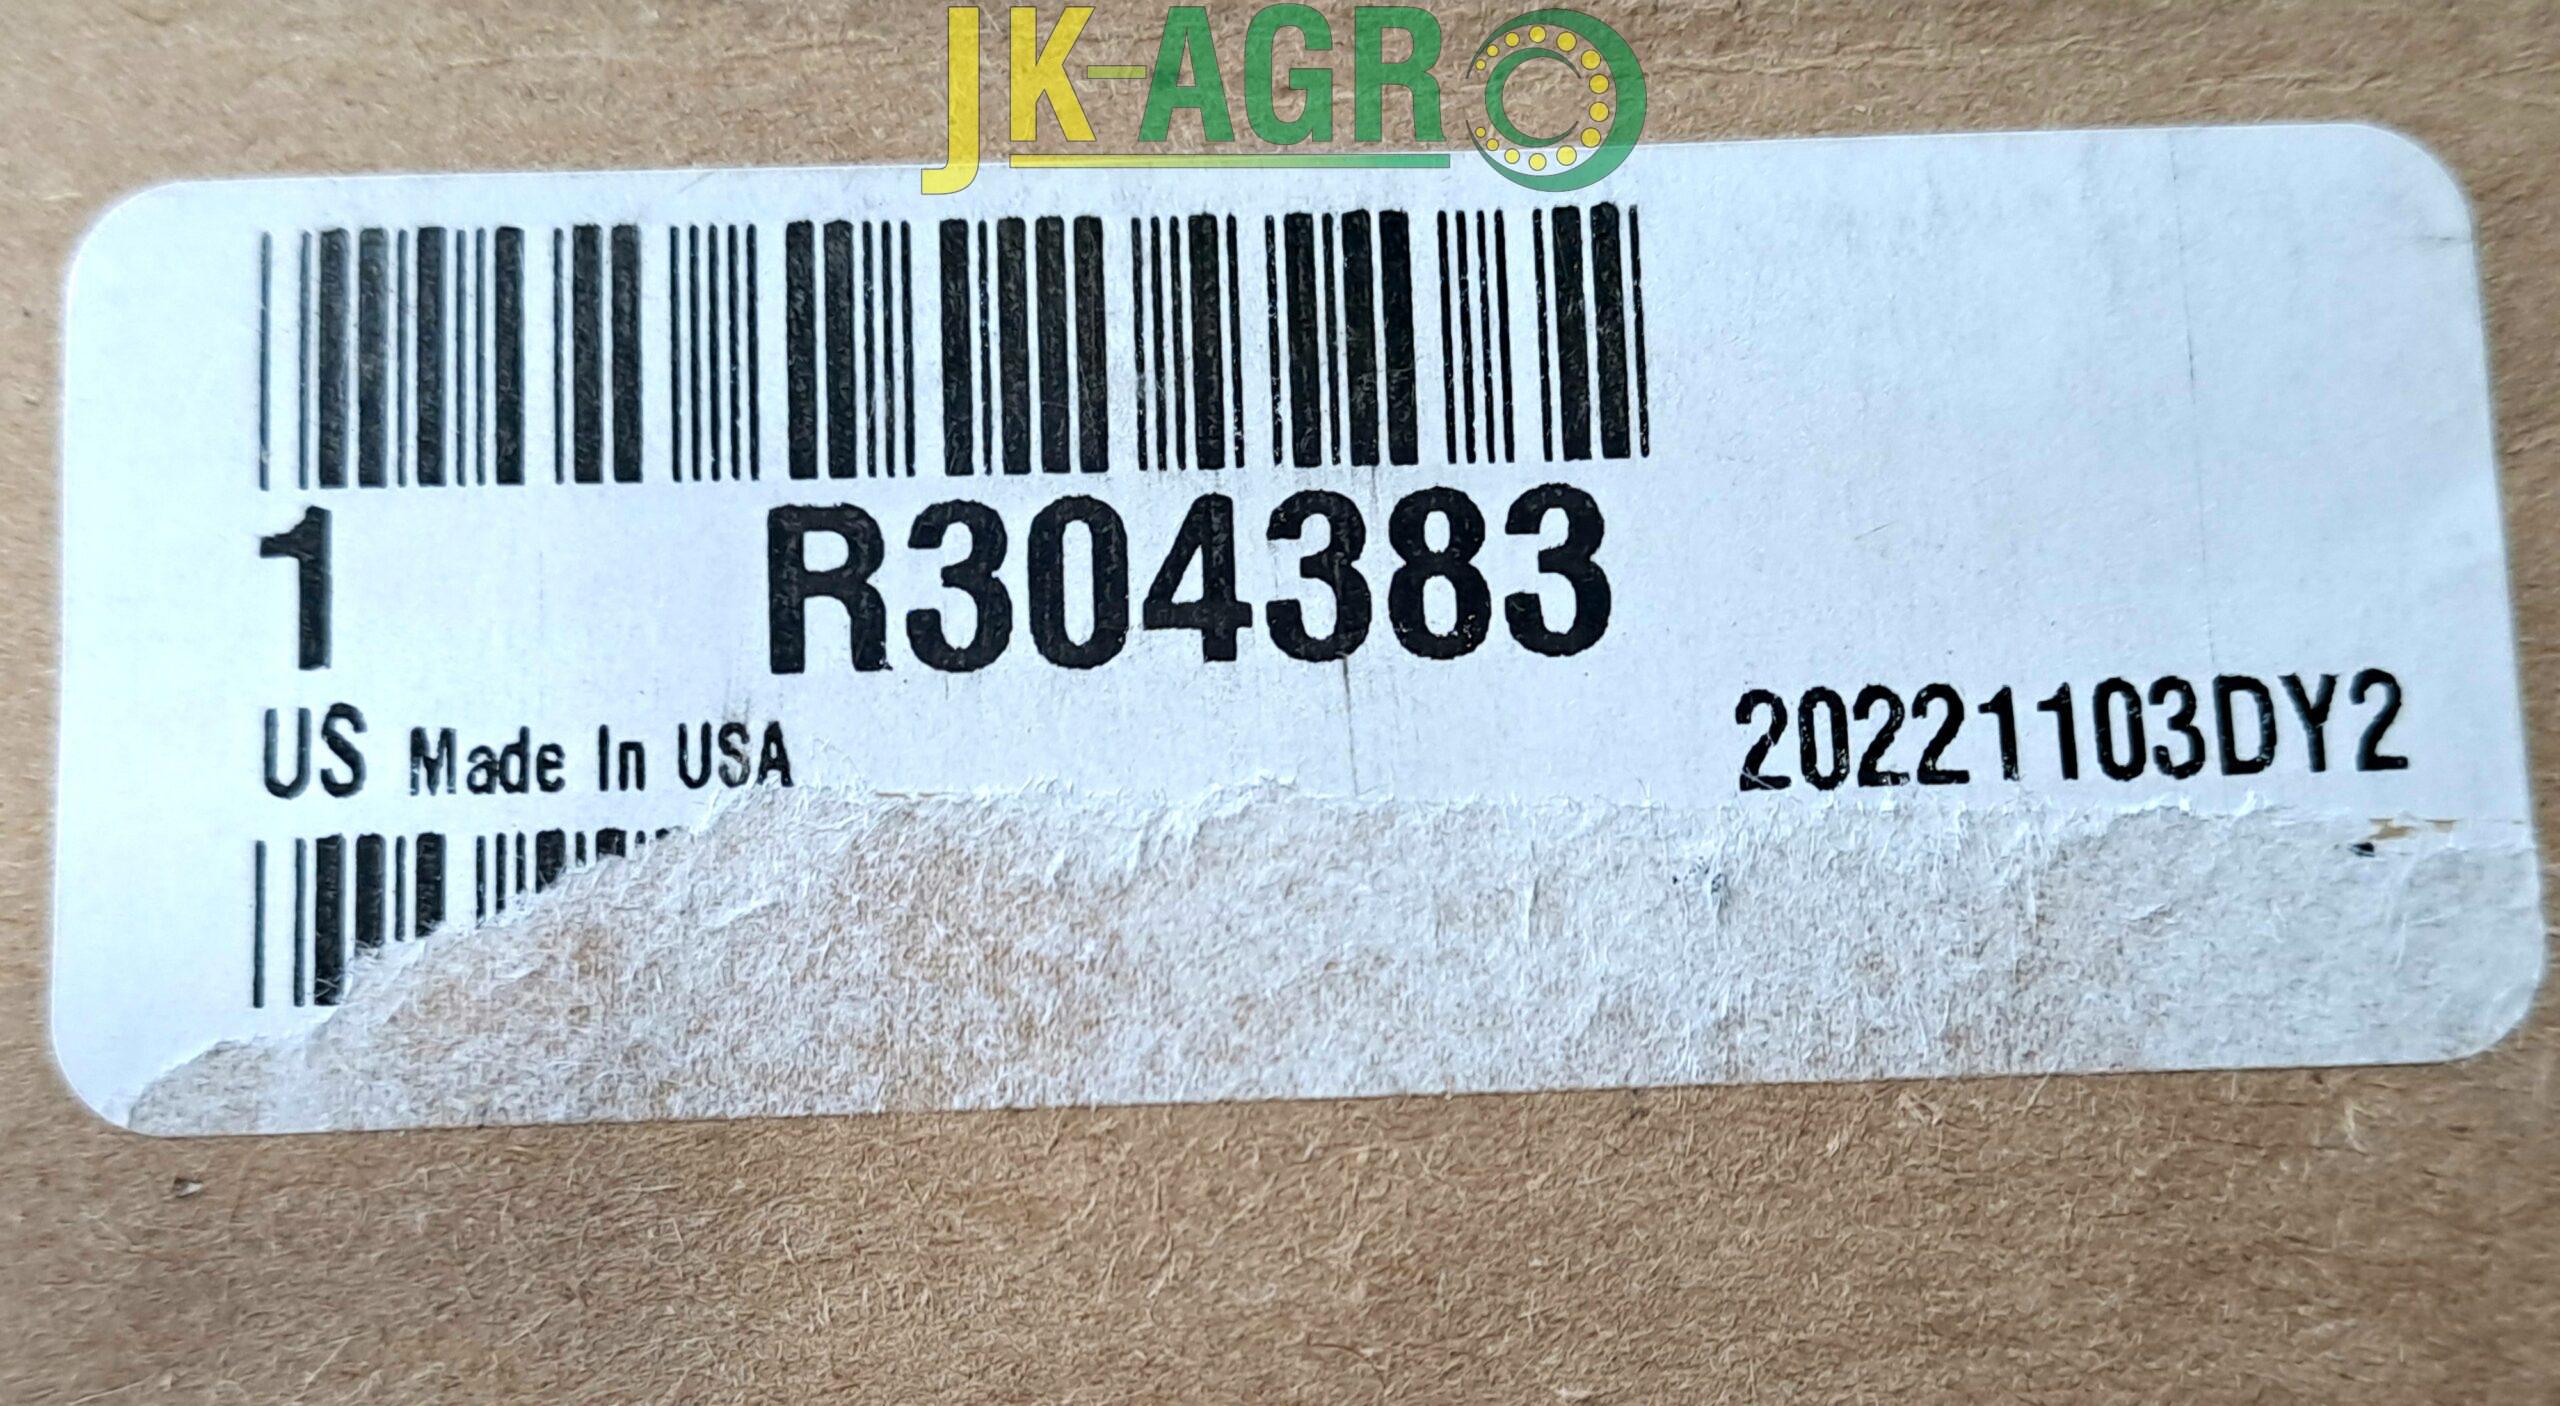 JK-AGRO
1 R304383
US Made In USA
20221103DY2